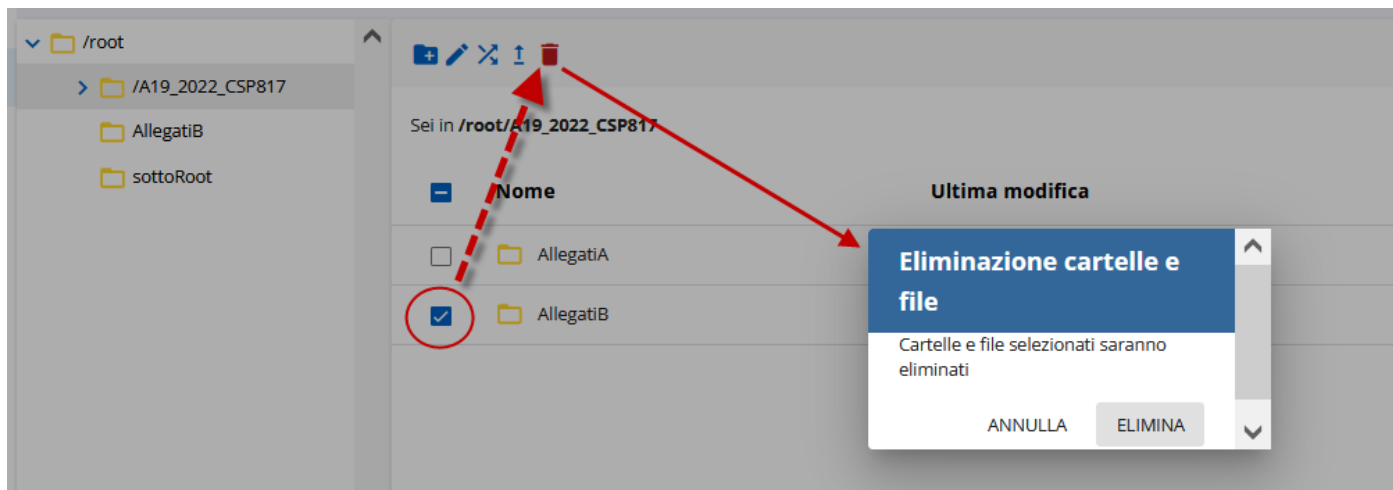 /root
/A19_2022_CSP817
AllegatiB
sottoRoot
Sei in /root/A19_2022_CSP817
Nome Ultima modifica
AllegatiA
AllegatiB
Eliminazione cartelle e
file
Cartelle e file selezionati saranno
eliminati
ANNULLA ELIMINA